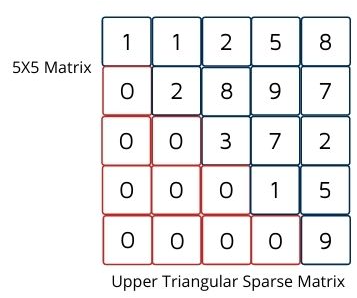 1 1 2 5 8
5X5 Matrix
0 2 8 9 7
0 0 3 7 2
0 0 0 1 5
0 0 0 0 9
Upper Triangular Sparse Matrix